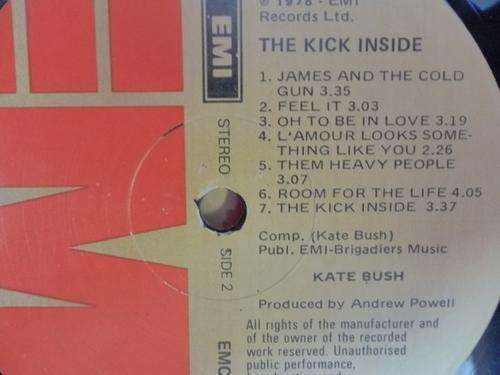 ℗ 1978 - EMI
Records Ltd.
THE KICK INSIDE
1. JAMES AND THE COLD
GUN 3.35
2. FEEL IT 3.03
3. OH TO BE IN LOVE 3.19
4. L'AMOUR LOOKS SOME-
THING LIKE YOU 2.26
5. THEM HEAVY PEOPLE
3.07
6. ROOM FOR THE LIFE 4.05
7. THE KICK INSIDE 3.37
Comp. (Kate Bush)
Publ. EMI-Brigadiers Music
KATE BUSH
Produced by Andrew Powell
All rights of the manufacturer and
of the owner of the recorded
work reserved. Unauthorised
public performance,
EMI
STEREO
SIDE 2
EMC